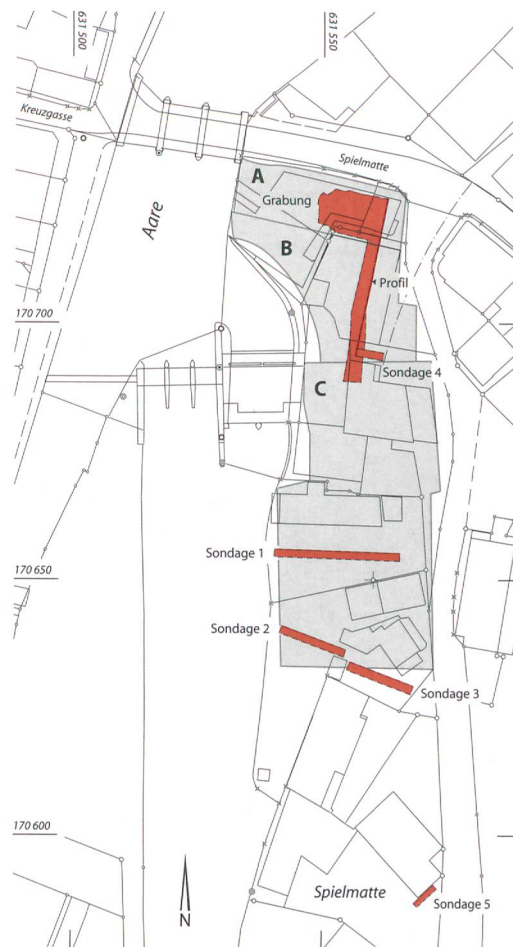 631 500
631 550
Kreuzgasse
Spielmatte
A
Aare
Grabung
B
Profil
170 700
Sondage 4
C
Sondage 1
170 650
Sondage 2
Sondage 3
170 600
Spielmatte
Sondage 5
N